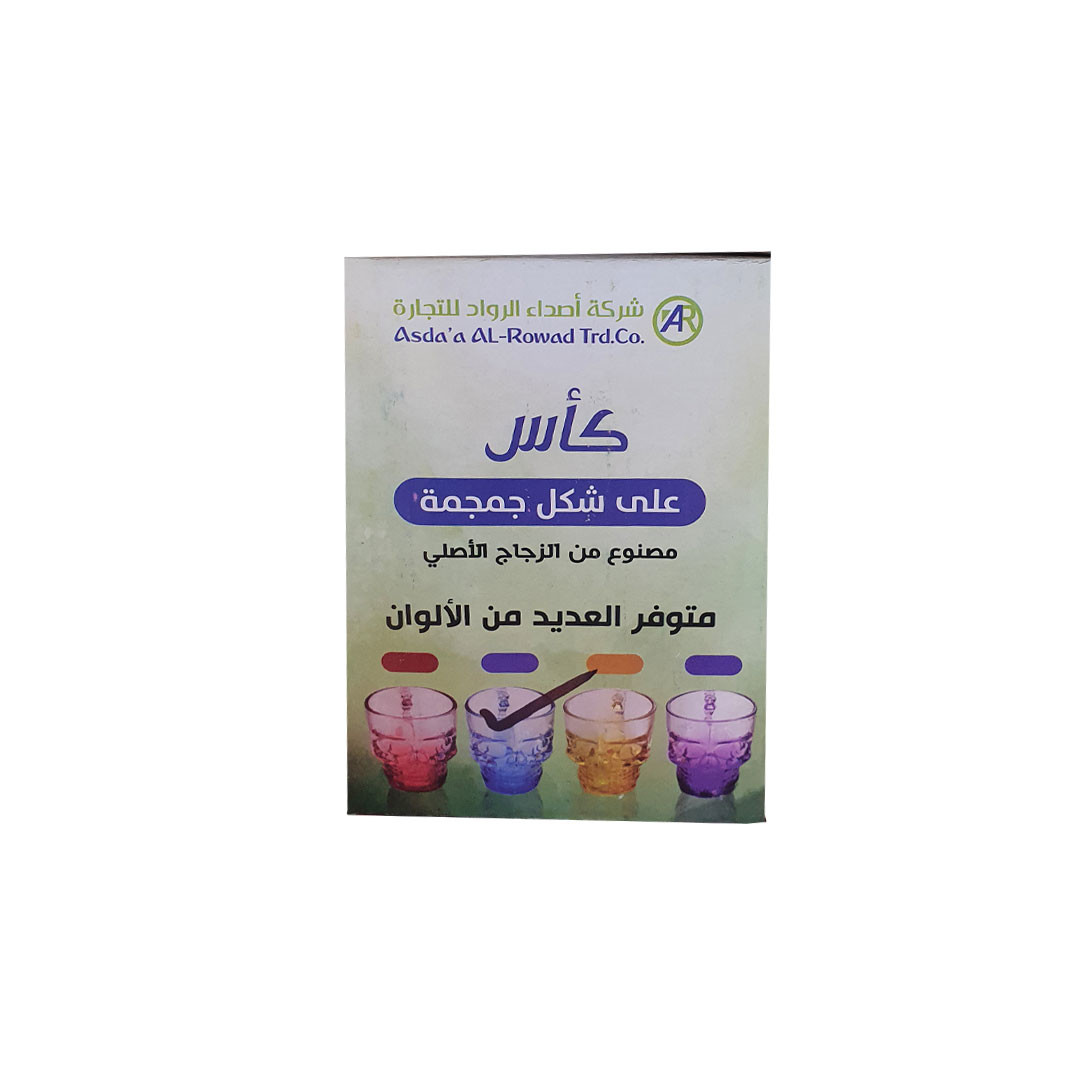 شركة أصداء الرواد للتجارة
Asda'a AL-Rowad Trd.Co.
AR
كأس
على شكل جمجمة
مصنوع من الزجاج الأصلي
متوفر العديد من الألوان